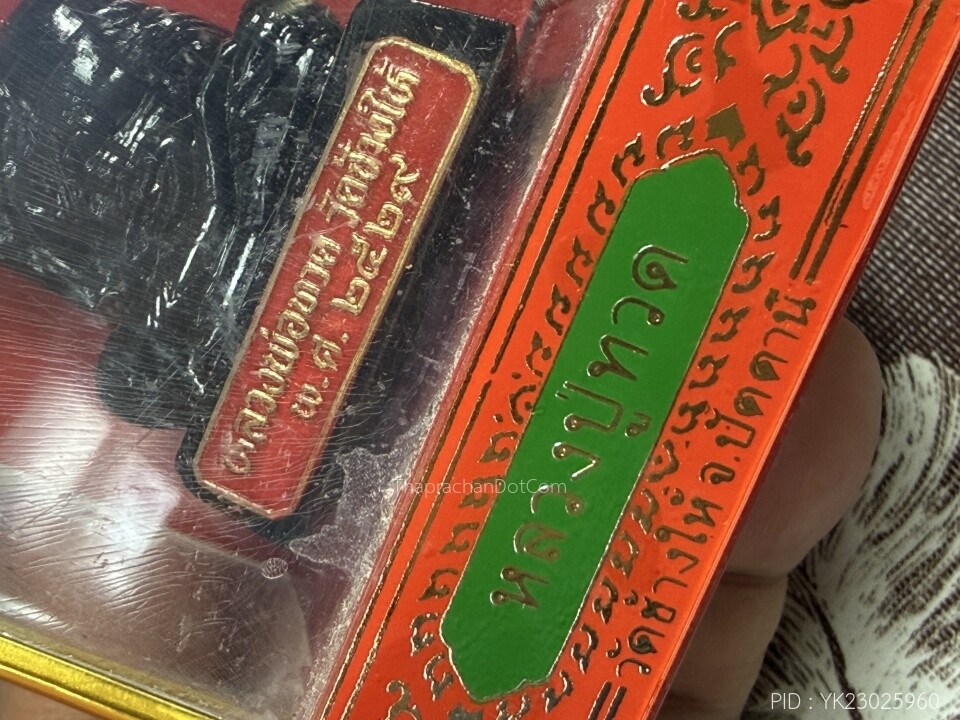 หลวงพ่อทวด วัดช้างให้
พ.ศ. ๒๕๒๙
หลวงปู่ทวด
วัดช้างให้ จ.ปัตตานี
ThaprachanDotCom
PID : YK23025960